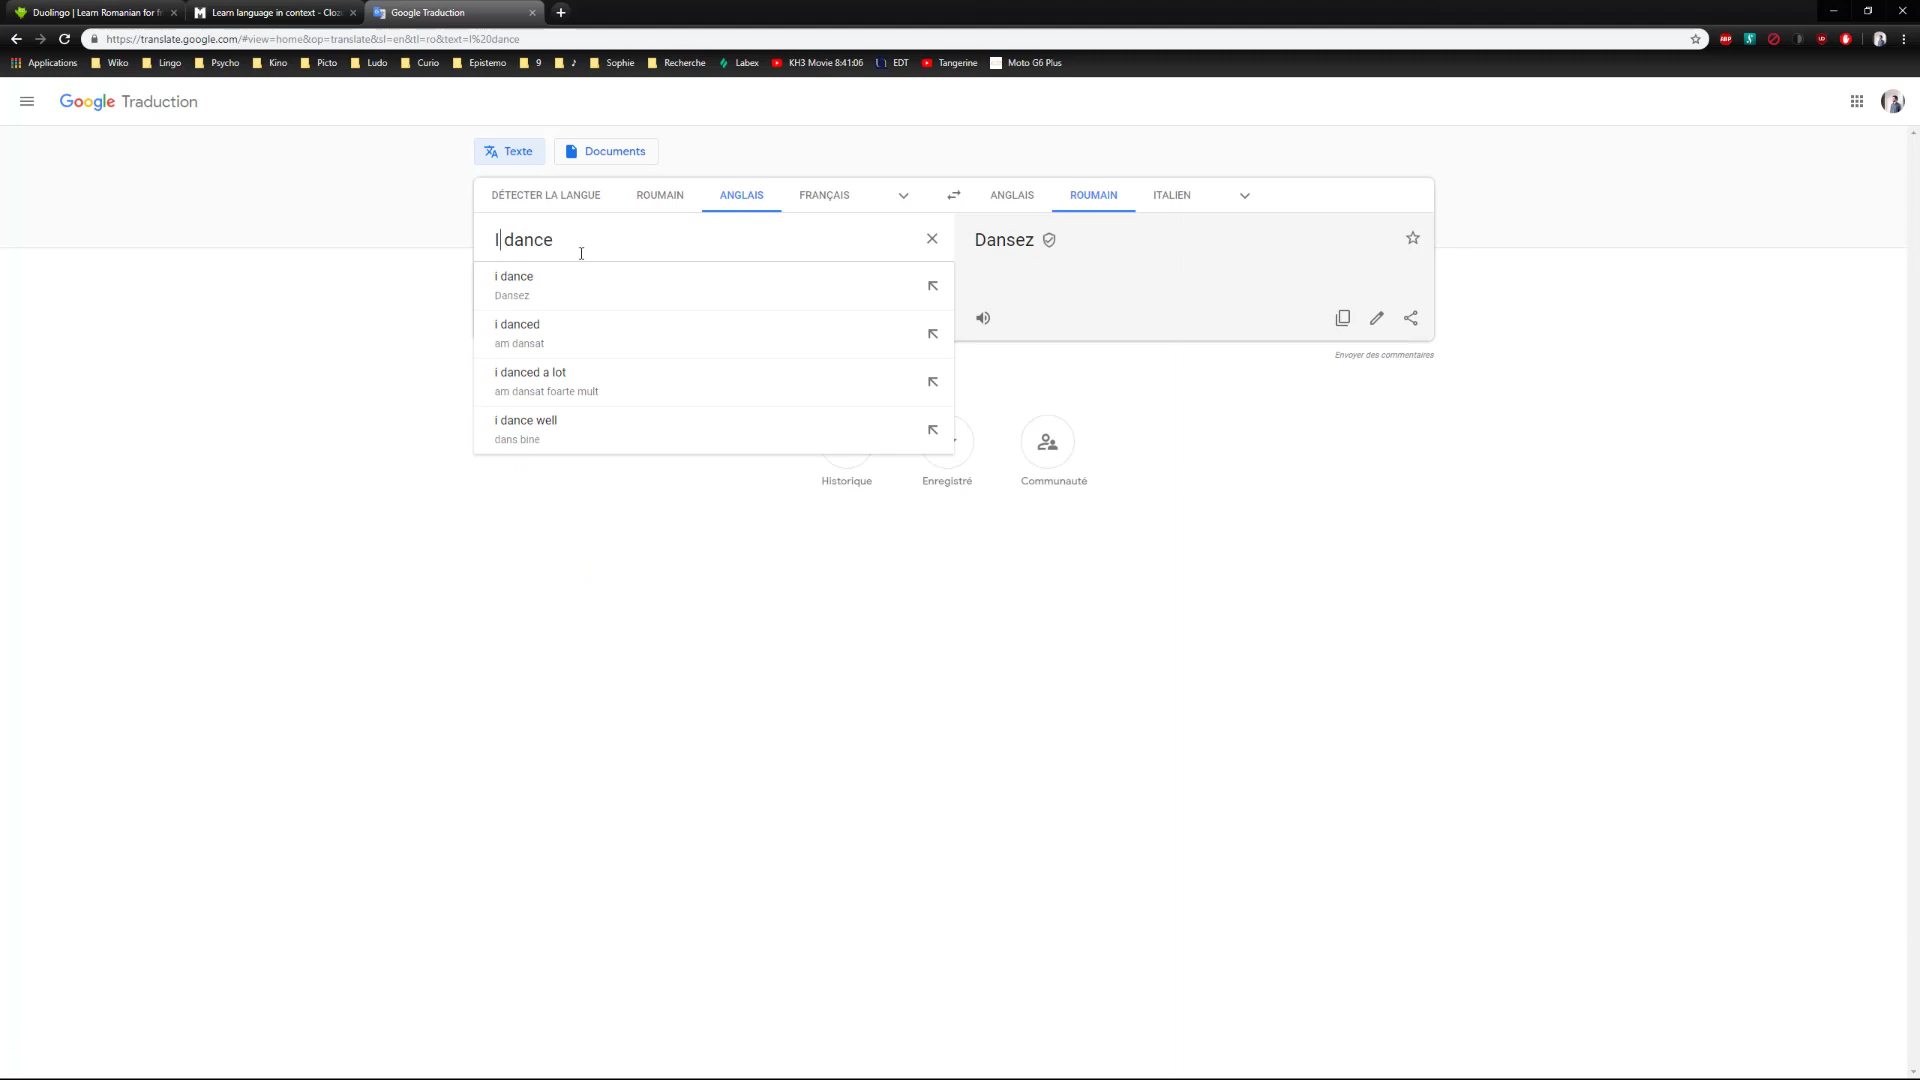 Duolingo | Learn Romanian for f
Learn language in context - Cloz
Google Traduction
https://translate.google.com/#view=home&op=translate&sl=en&tl=ro&text=I%20dance
Applications Wiko Lingo Psycho Kino Picto Ludo Curio Epistemo 9 ♪ Sophie Recherche Labex KH3 Movie 8:41:06 EDT Tangerine Moto G6 Plus
Google Traduction
Texte Documents
DÉTECTER LA LANGUE ROUMAIN ANGLAIS FRANÇAIS ANGLAIS ROUMAIN ITALIEN
I dance
Dansez
i dance
Dansez
i danced
am dansat
i danced a lot
am dansat foarte mult
i dance well
dans bine
Envoyer des commentaires
Historique Enregistré Communauté